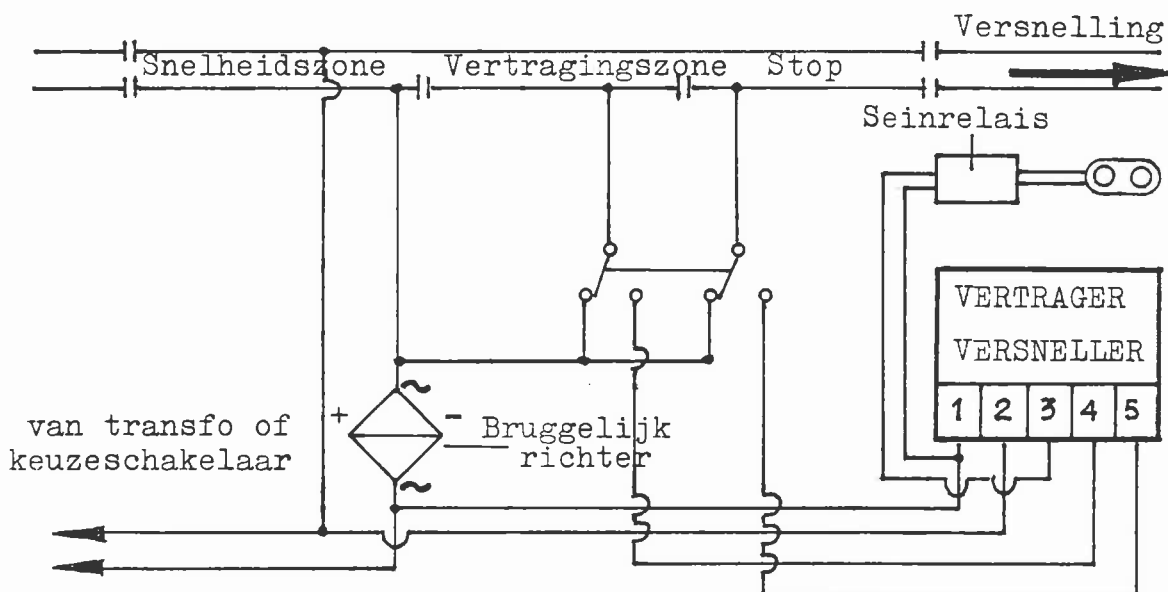 Versnelling
Snelheidszone Vertragingszone Stop
Seinrelais
VERTRAGER
VERSNELLER
1 2 3 4 5
+ ~ -
van transfo of
keuzeschakelaar
Bruggelijk
richter
~